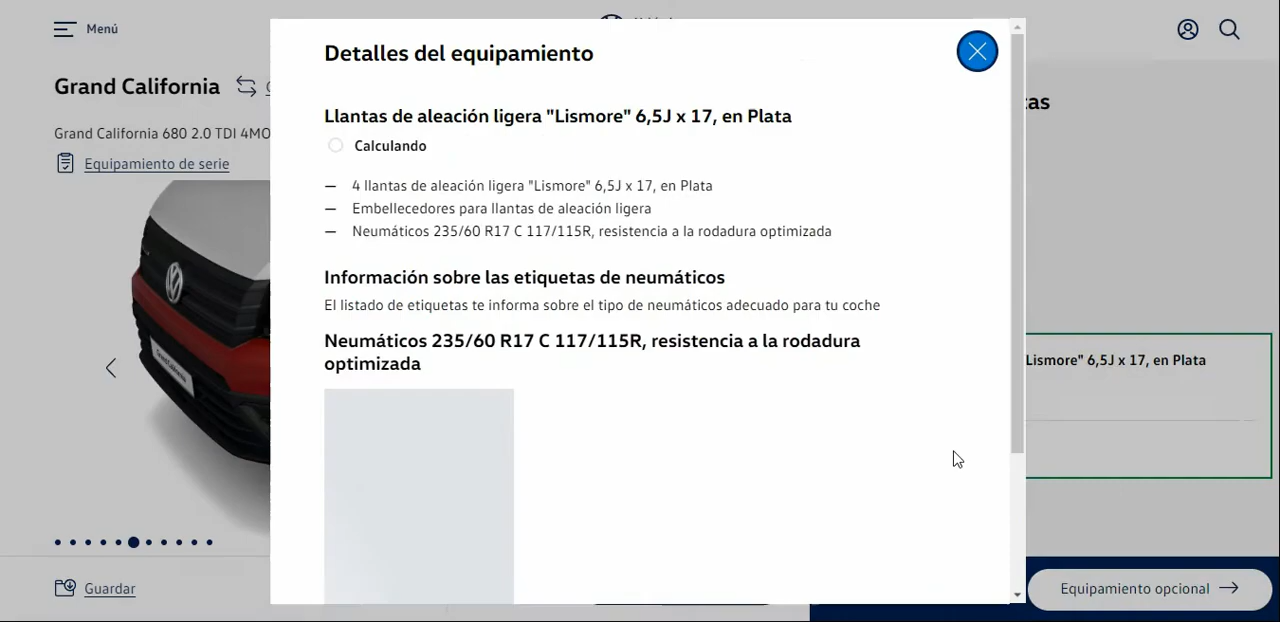 Menú
Grand California
Grand California 680 2.0 TDI 4MO
Equipamiento de serie
Detalles del equipamiento
Llantas de aleación ligera "Lismore" 6,5J x 17, en Plata
Calculando
— 4 llantas de aleación ligera "Lismore" 6,5J x 17, en Plata
— Embellecedores para llantas de aleación ligera
— Neumáticos 235/60 R17 C 117/115R, resistencia a la rodadura optimizada
Información sobre las etiquetas de neumáticos
El listado de etiquetas te informa sobre el tipo de neumáticos adecuado para tu coche
Neumáticos 235/60 R17 C 117/115R, resistencia a la rodadura
optimizada
Lismore" 6,5J x 17, en Plata
Guardar
Equipamiento opcional